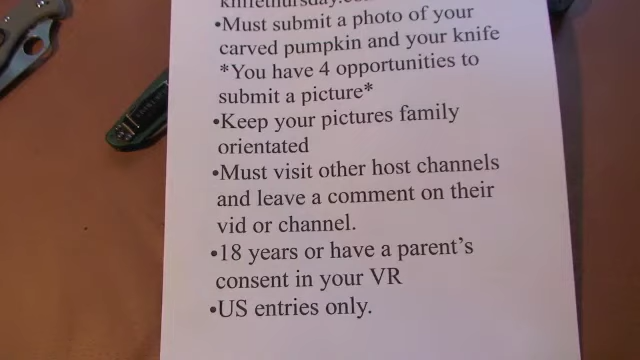 knifethursday.com
•Must submit a photo of your
carved pumpkin and your knife
*You have 4 opportunities to
submit a picture*
•Keep your pictures family
orientated
•Must visit other host channels
and leave a comment on their
vid or channel.
•18 years or have a parent's
consent in your VR
•US entries only.